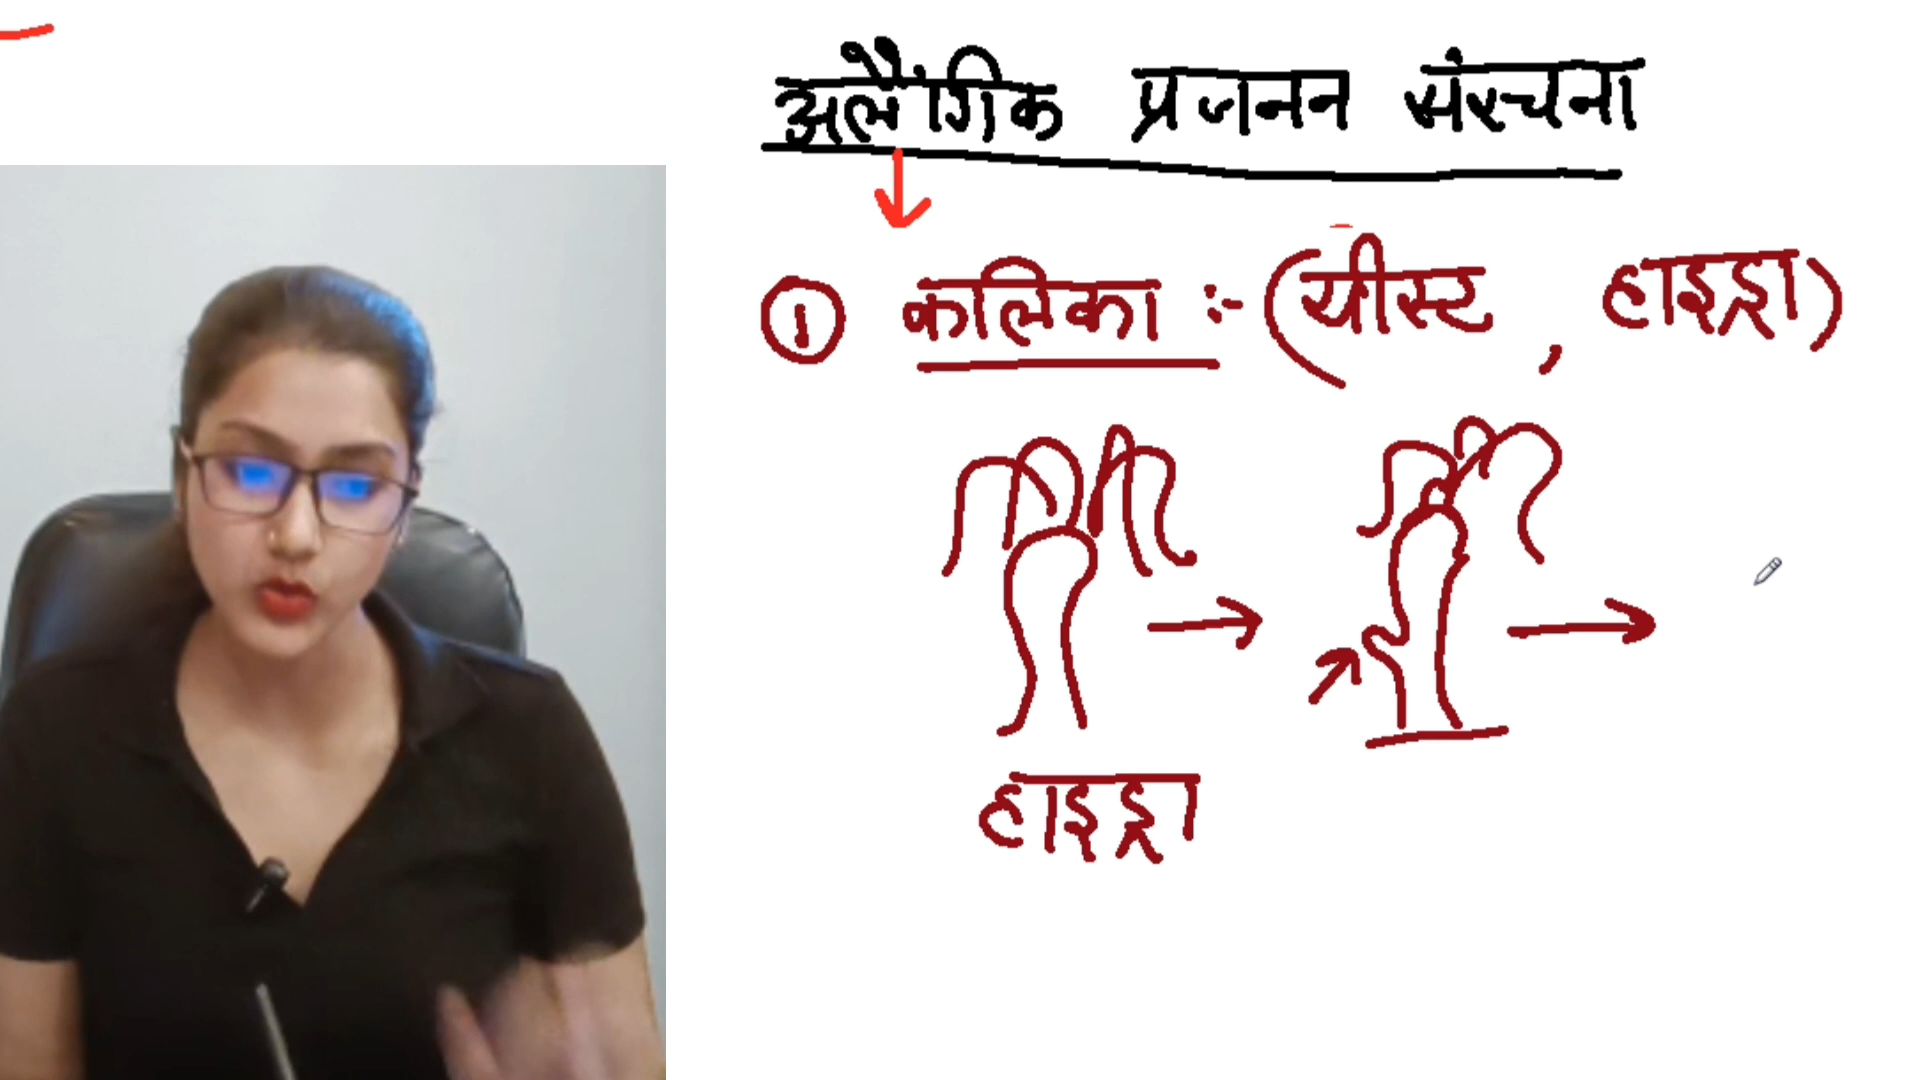 अलैंगिक प्रजनन संरचना
① कलिका :- (यीस्ट, हाइड्रा)
हाइड्रा